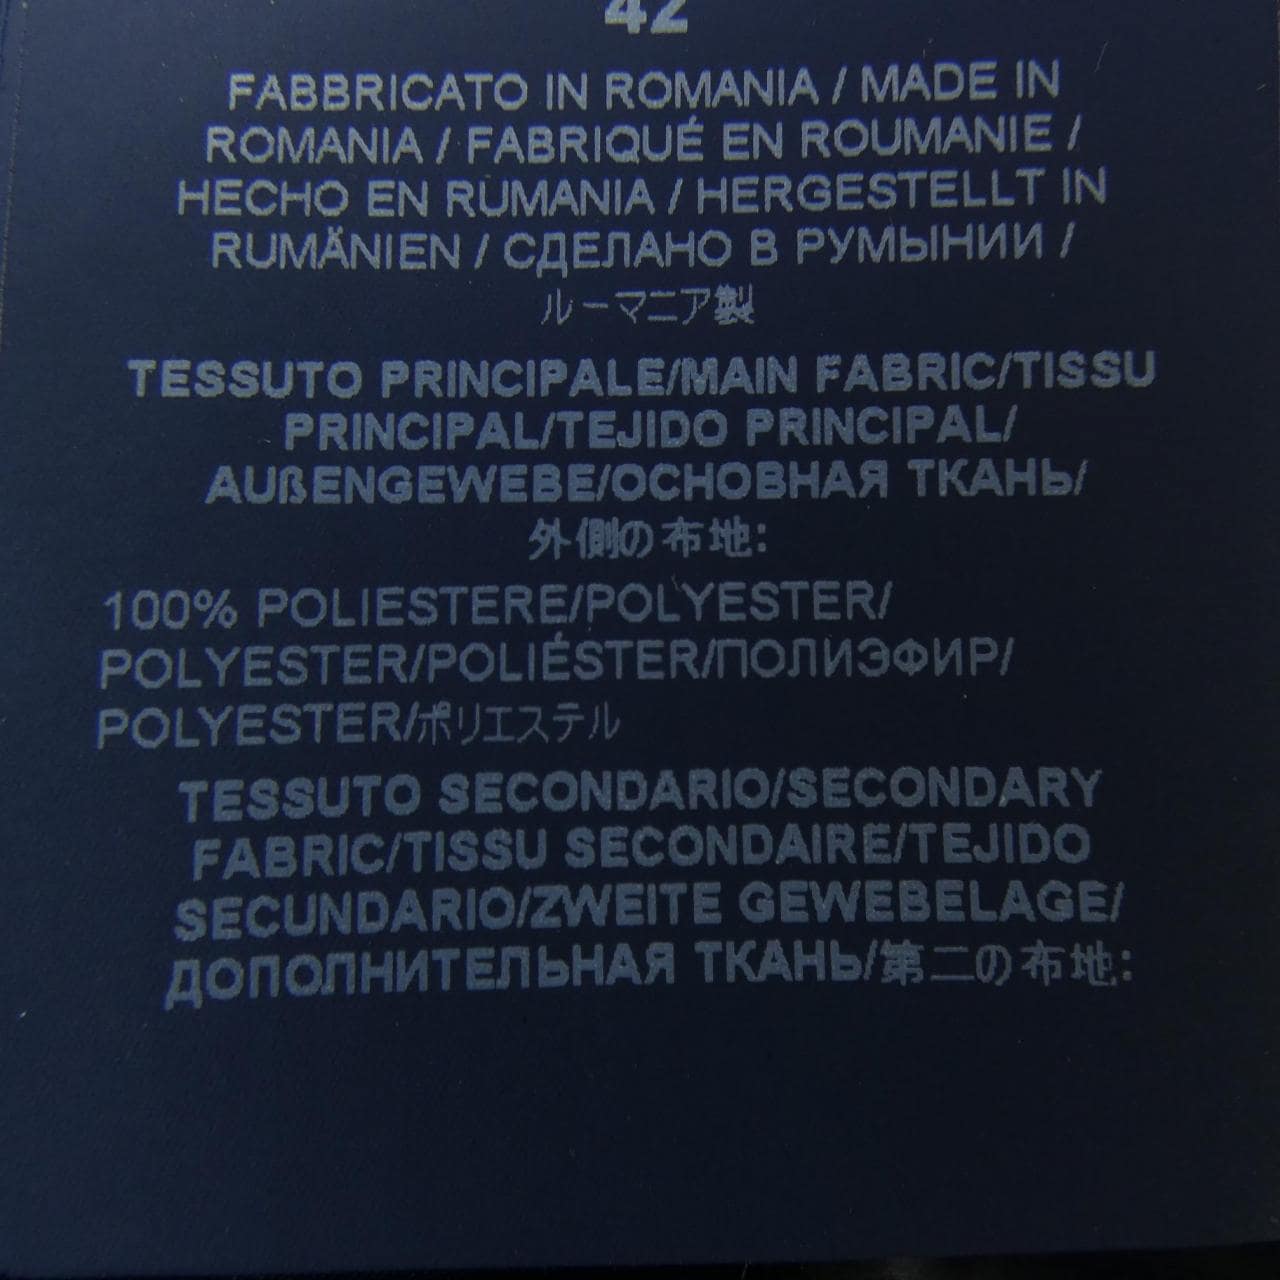 42
FABBRICATO IN ROMANIA / MADE IN
ROMANIA / FABRIQUÉ EN ROUMANIE /
HECHO EN RUMANIA / HERGESTELLT IN
RUMÄNIEN / СДЕЛАНО В РУМЫНИИ /
ルーマニア製
TESSUTO PRINCIPALE/MAIN FABRIC/TISSU
PRINCIPAL/TEJIDO PRINCIPAL/
AUßENGEWEBE/ОСНОВНАЯ ТКАНЬ/
外側の布地:
100% POLIESTERE/POLYESTER/
POLYESTER/POLIÉSTER/ПОЛИЭФИР/
POLYESTER/ポリエステル
TESSUTO SECONDARIO/SECONDARY
FABRIC/TISSU SECONDAIRE/TEJIDO
SECUNDARIO/ZWEITE GEWEBELAGE/
ДОПОЛНИТЕЛЬНАЯ ТКАНЬ/第二の布地: